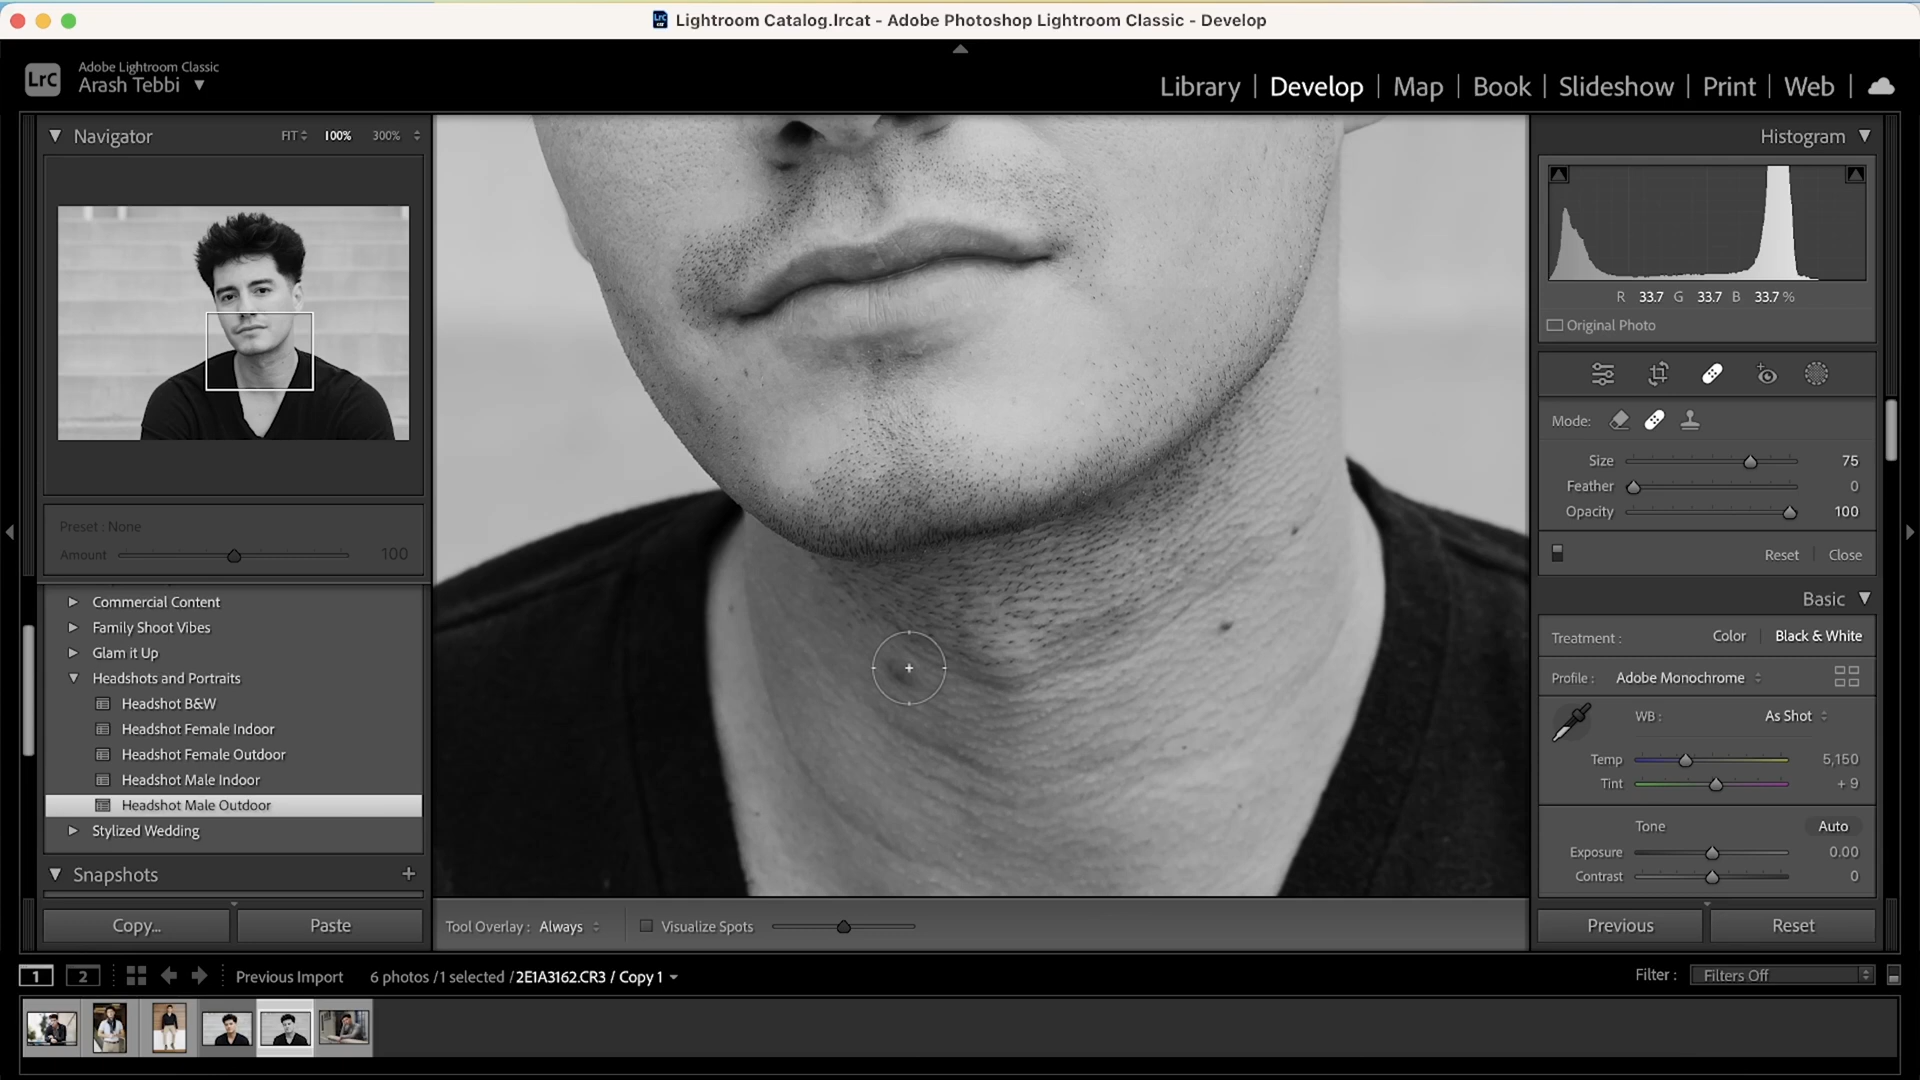 Lightroom Catalog.lrcat - Adobe Photoshop Lightroom Classic - Develop
LrC
Adobe Lightroom Classic
Arash Tebbi
Library | Develop | Map | Book | Slideshow | Print | Web
Navigator
FIT 100% 300%
Preset : None
Amount 100
Commercial Content
Family Shoot Vibes
Glam it Up
Headshots and Portraits
Headshot B&W
Headshot Female Indoor
Headshot Female Outdoor
Headshot Male Indoor
Headshot Male Outdoor
Stylized Wedding
Snapshots +
Copy...
Paste
Tool Overlay : Always
Visualize Spots
Histogram
R 33.7 G 33.7 B 33.7 %
Original Photo
Mode:
Size 75
Feather 0
Opacity 100
Reset Close
Basic
Treatment : Color Black & White
Profile : Adobe Monochrome
WB : As Shot
Temp 5,150
Tint + 9
Tone Auto
Exposure 0.00
Contrast 0
Previous
Reset
1 2
Previous Import
6 photos /1 selected /2E1A3162.CR3 / Copy 1
Filter : Filters Off